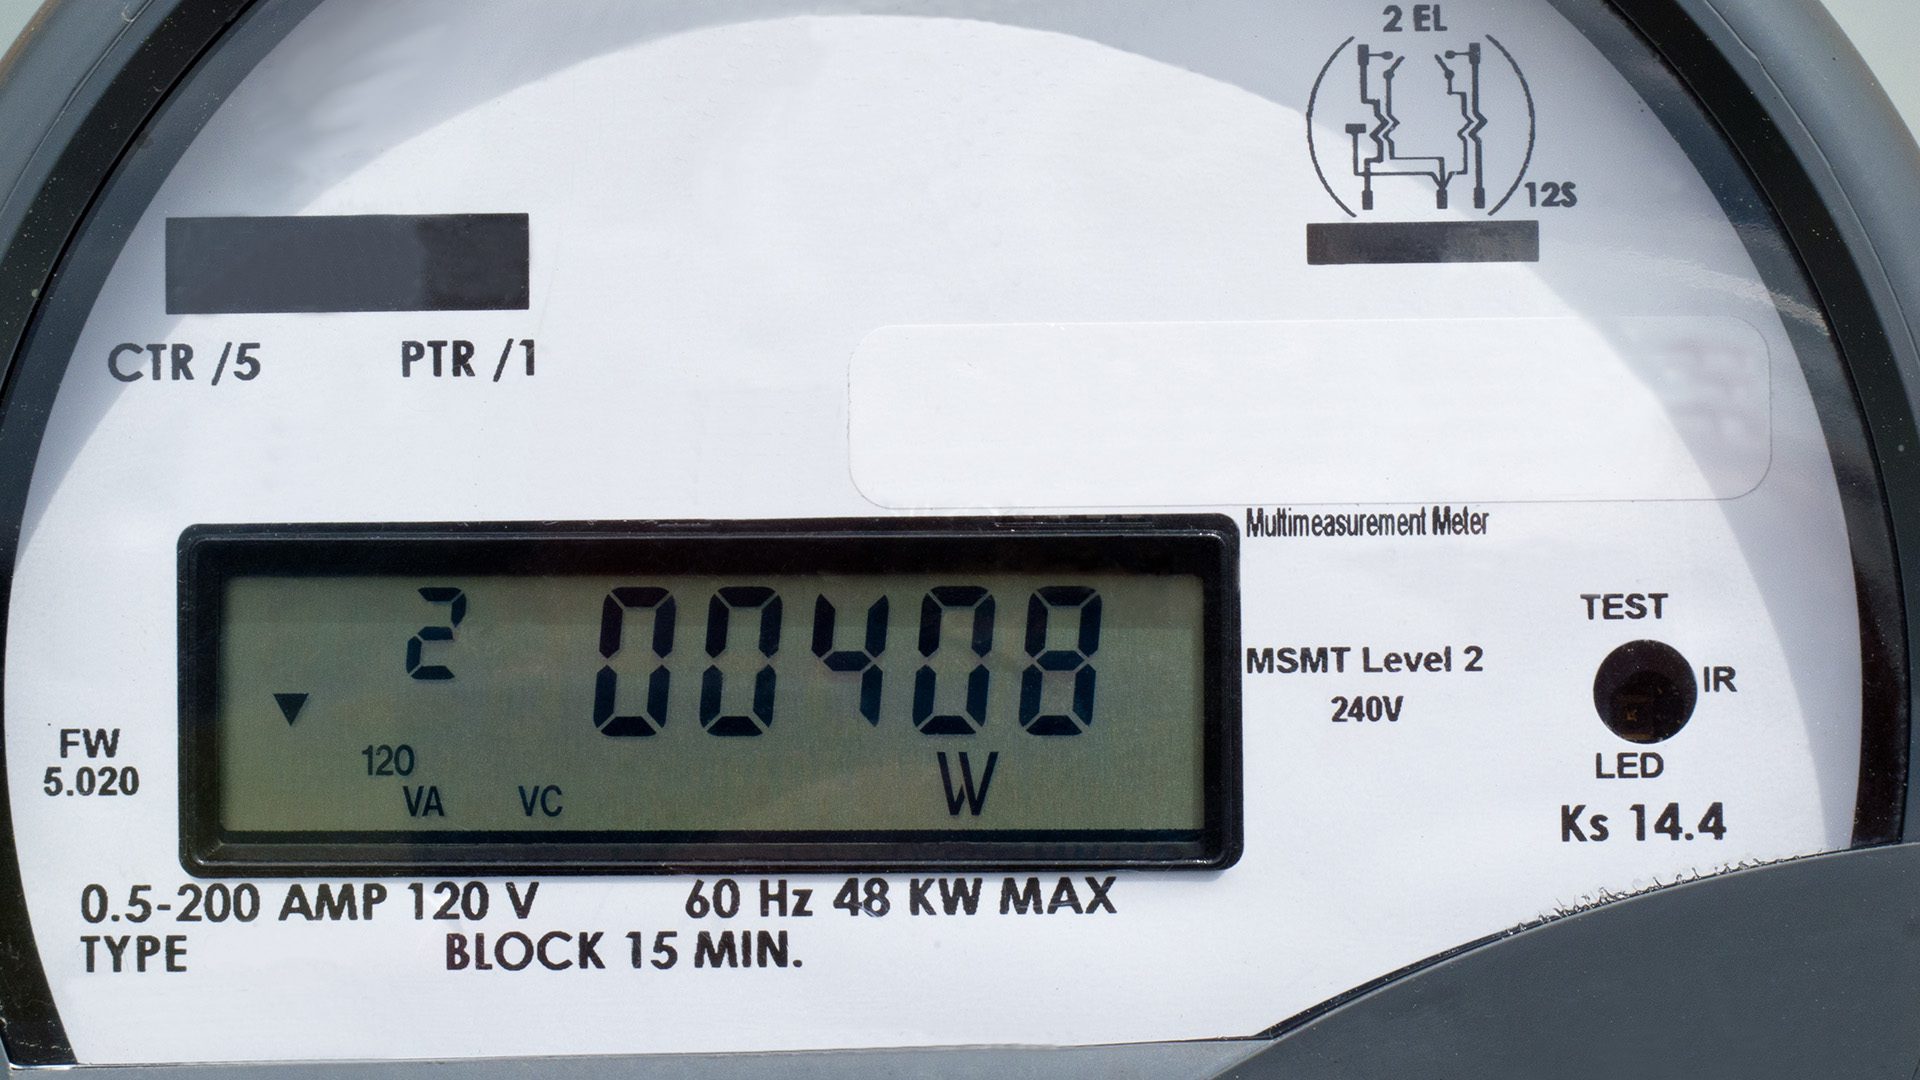 2 EL
12S
CTR /5 PTR /1
Multimeasurement Meter
TEST
2 00408
MSMT Level 2
IR
240V
FW
5.020
120
VA VC W
LED
Ks 14.4
0.5-200 AMP 120 V 60 Hz 48 KW MAX
TYPE BLOCK 15 MIN.